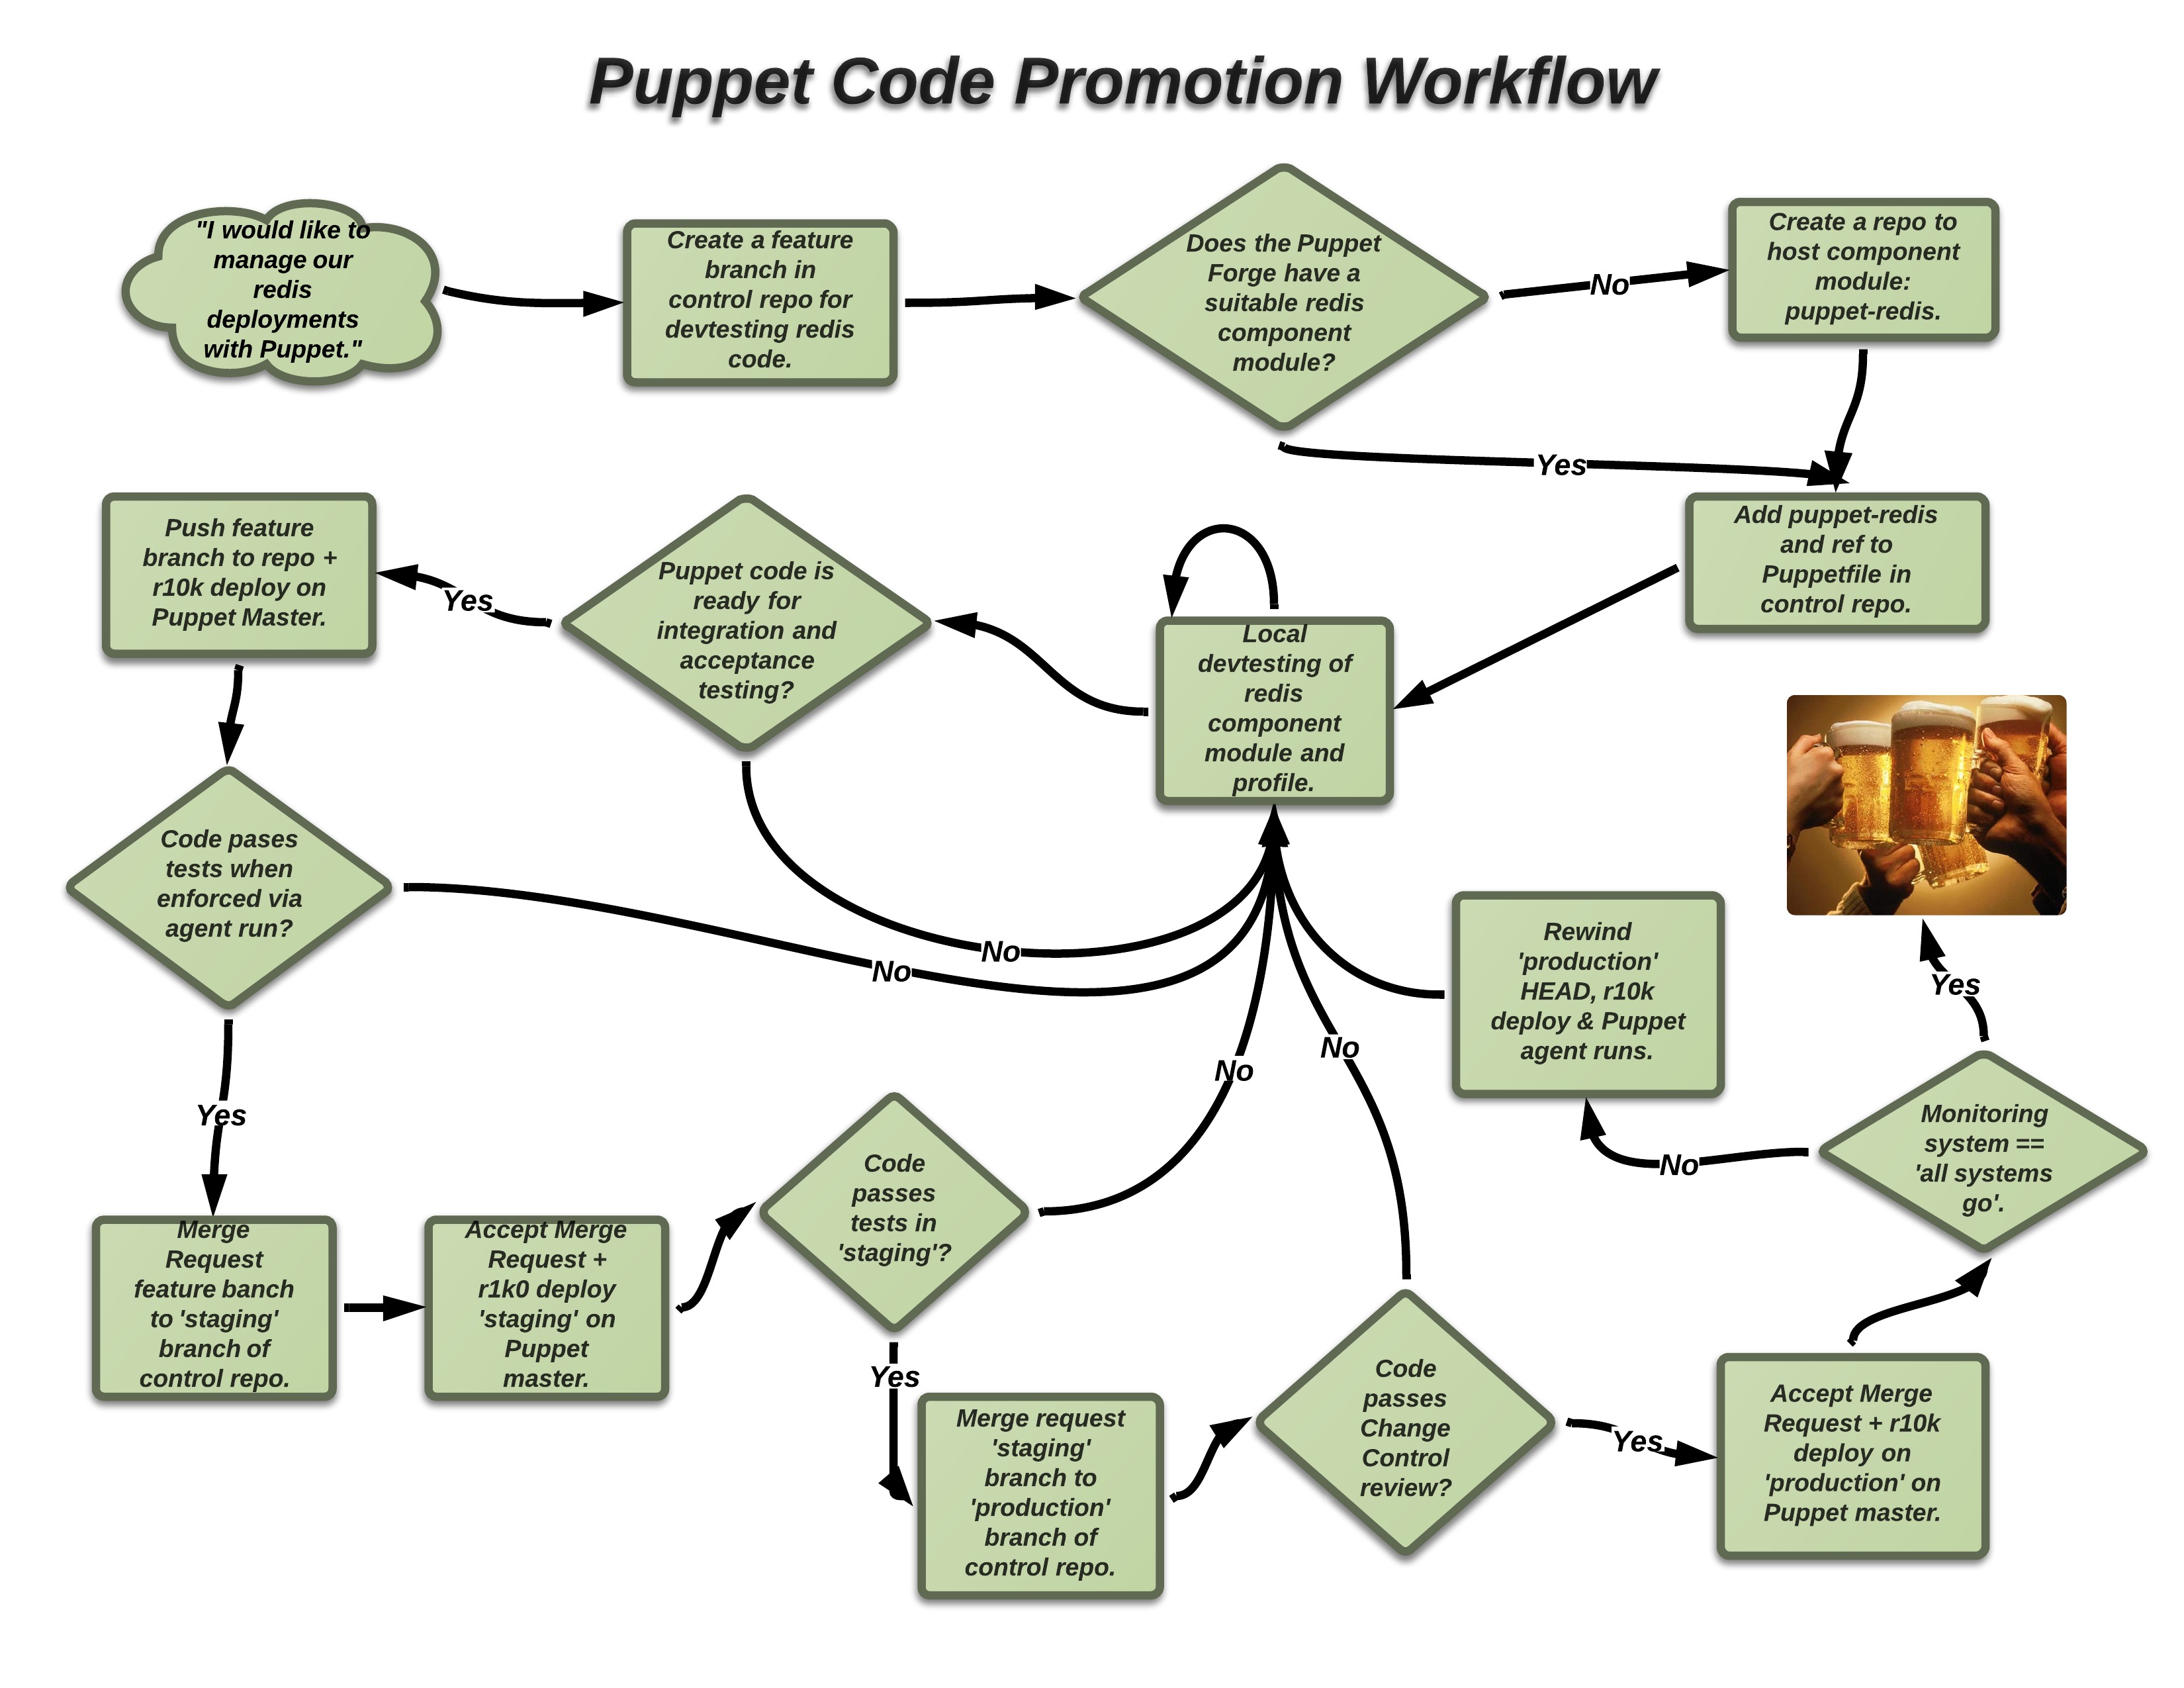 Puppet Code Promotion Workflow
"I would like to
manage our
redis
deployments
with Puppet."
Create a feature
branch in
control repo for
devtesting redis
code.
Does the Puppet
Forge have a
suitable redis
component
module?
No
Create a repo to
host component
module:
puppet-redis.
Yes
Add puppet-redis
and ref to
Puppetfile in
control repo.
Local
devtesting of
redis
component
module and
profile.
Puppet code is
ready for
integration and
acceptance
testing?
Yes
Push feature
branch to repo +
r10k deploy on
Puppet Master.
Code pases
tests when
enforced via
agent run?
No
No
Yes
Merge
Request
feature banch
to 'staging'
branch of
control repo.
Accept Merge
Request +
r1k0 deploy
'staging' on
Puppet
master.
Code
passes
tests in
'staging'?
No
Yes
Merge request
'staging'
branch to
'production'
branch of
control repo.
Code
passes
Change
Control
review?
No
Yes
Accept Merge
Request + r10k
deploy on
'production' on
Puppet master.
Monitoring
system ==
'all systems
go'.
No
Rewind
'production'
HEAD, r10k
deploy & Puppet
agent runs.
Yes